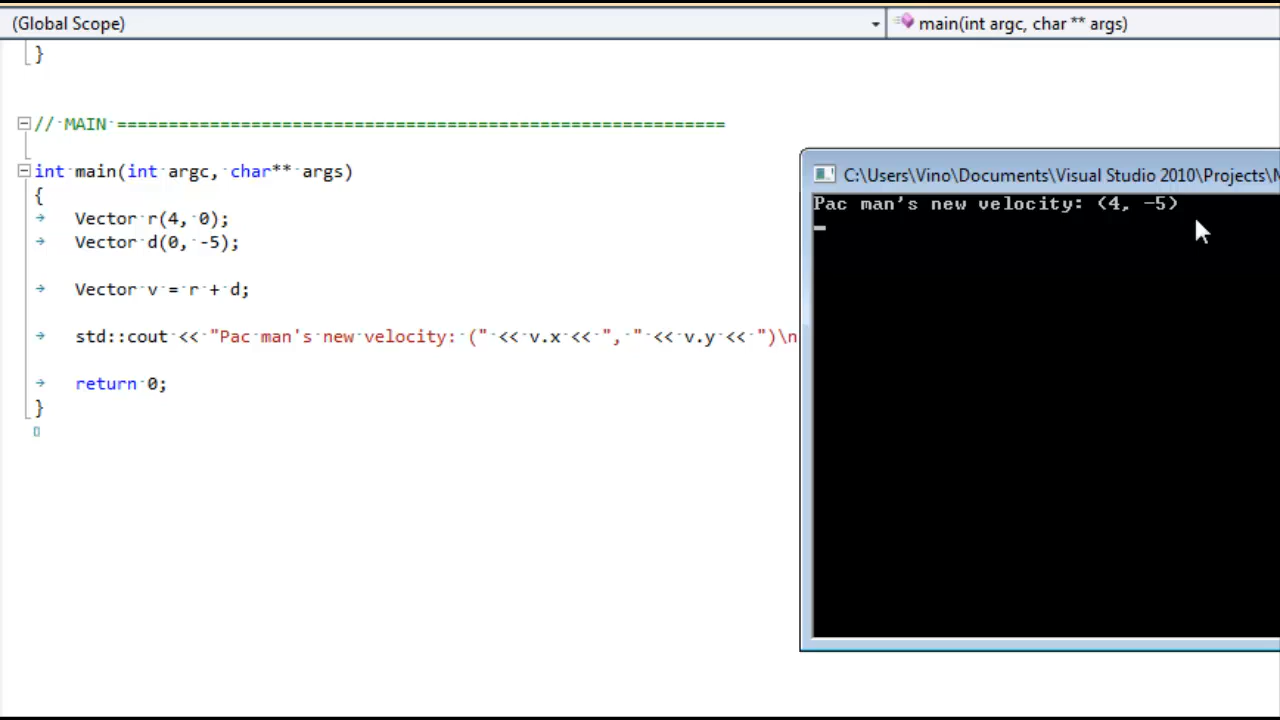 (Global Scope)
main(int argc, char ** args)
}
// MAIN ===========================================================
int main(int argc, char** args)
{
Vector r(4, 0);
Vector d(0, -5);
Vector v = r + d;
std::cout << "Pac man's new velocity: (" << v.x << ", " << v.y << ")\n
return 0;
}
C:\Users\Vino\Documents\Visual Studio 2010\Projects\
Pac man's new velocity: (4, -5)